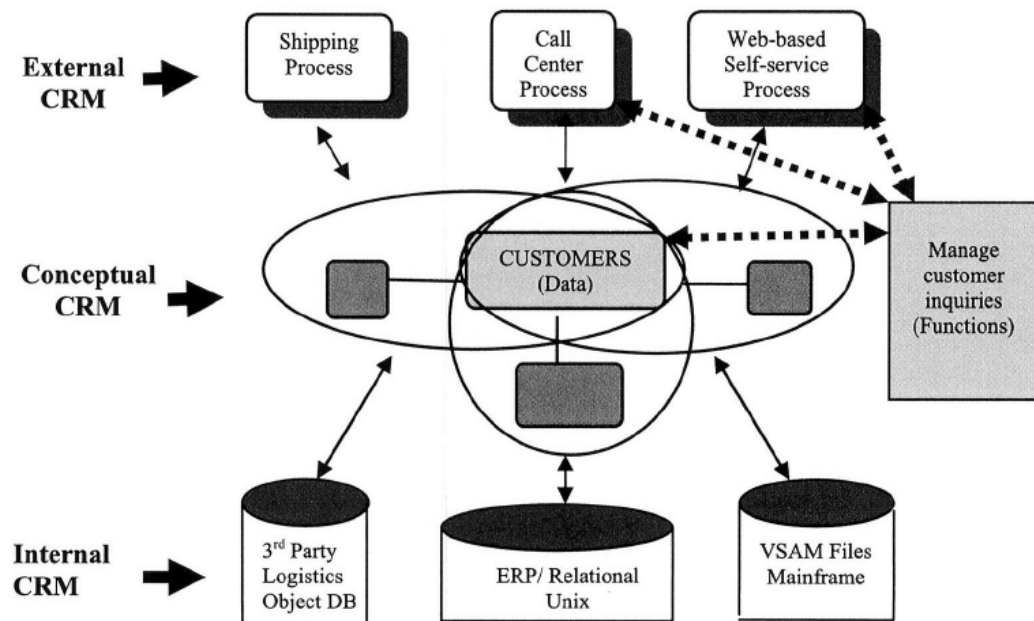 External
CRM
Shipping
Process
Call
Center
Process
Web-based
Self-service
Process
Conceptual
CRM
CUSTOMERS
(Data)
Manage
customer
inquiries
(Functions)
Internal
CRM
3rd Party
Logistics
Object DB
ERP/ Relational
Unix
VSAM Files
Mainframe